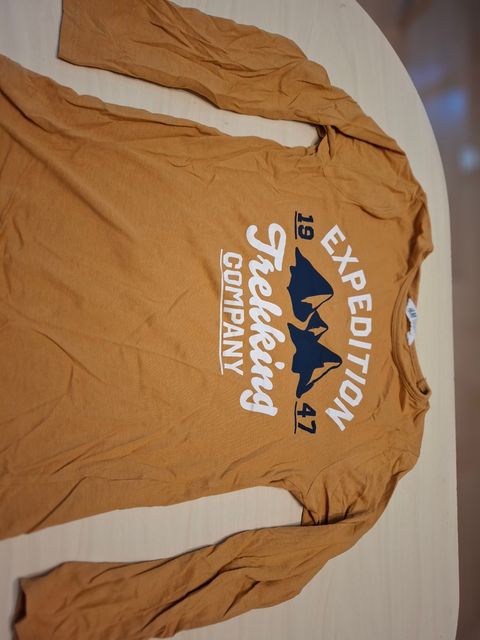 EXPEDITION
19 47
Trekking
COMPANY